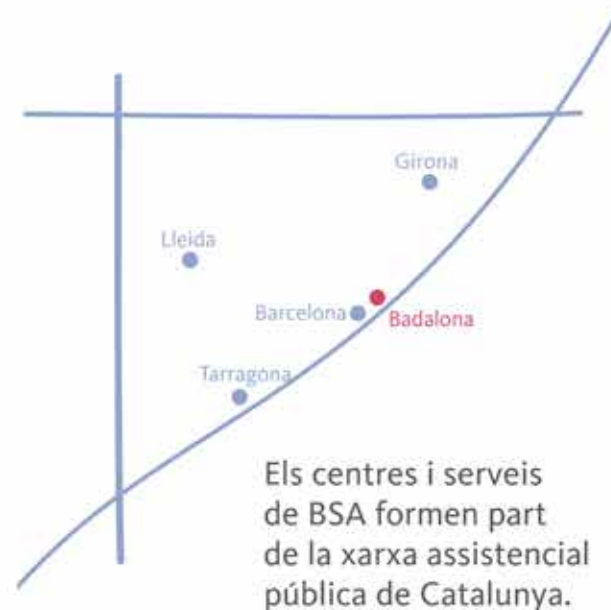 Girona
Lleida
Barcelona
Badalona
Tarragona
Els centres i serveis
de BSA formen part
de la xarxa assistencial
pública de Catalunya.